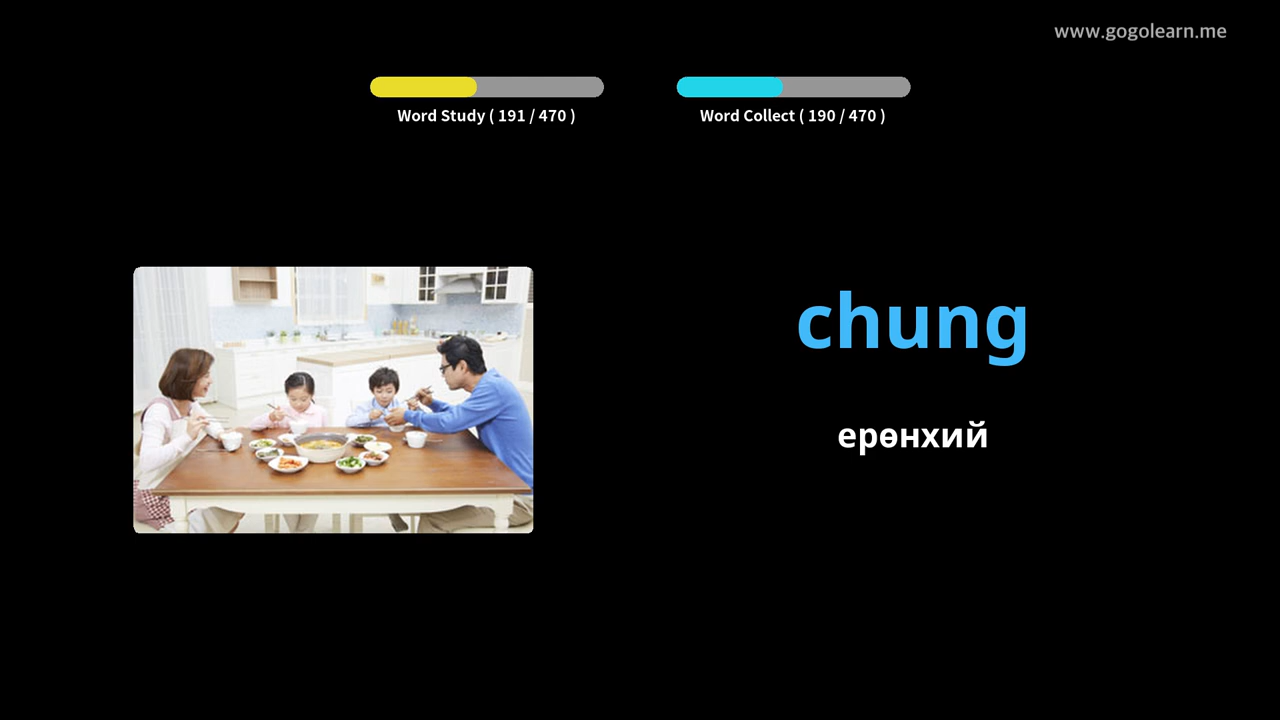 www.gogolearn.me
Word Study ( 191 / 470 )
Word Collect ( 190 / 470 )
chung
ерөнхий